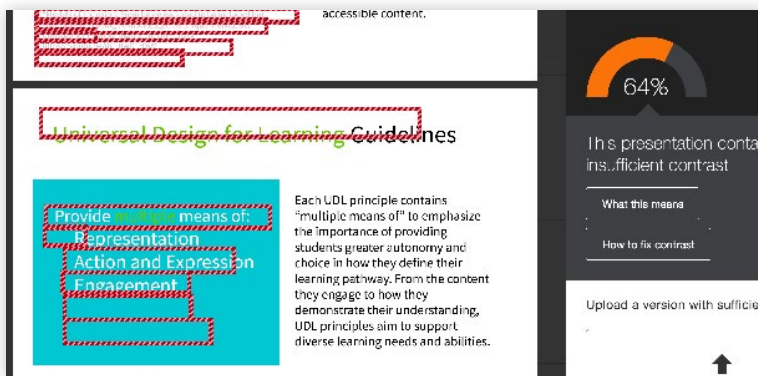 accessible content.
Universal Design for Learning Guidelines
Provide multiple means of:
Representation
Action and Expression
Engagement
Each UDL principle contains
“multiple means of” to emphasize
the importance of providing
students greater autonomy and
choice in how they define their
learning pathway. From the content
they engage to how they
demonstrate their understanding,
UDL principles aim to support
diverse learning needs and abilities.
64%
This presentation conta
insufficient contrast
What this means
How to fix contrast
Upload a version with sufficie